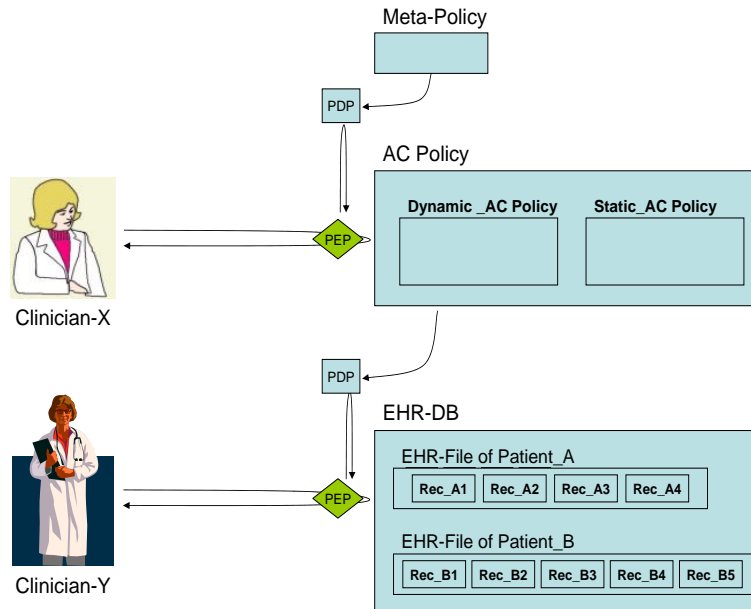 Meta-Policy
PDP
AC Policy
Dynamic _AC Policy
Static_AC Policy
PEP
Clinician-X
PDP
EHR-DB
EHR-File of Patient_A
Rec_A1
Rec_A2
Rec_A3
Rec_A4
PEP
EHR-File of Patient_B
Rec_B1
Rec_B2
Rec_B3
Rec_B4
Rec_B5
Clinician-Y